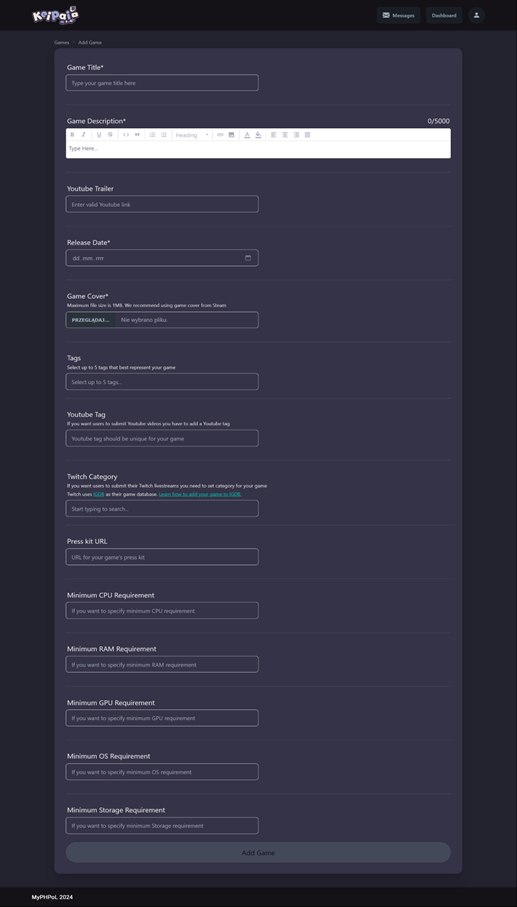 KeyPal
Messages
Dashboard
Games
Add Game
Game Title*
Type your game title here
Game Description*
0/5000
Heading
Type Here...
Youtube Trailer
Enter valid Youtube link
Release Date*
dd.mm.rrrr
Game Cover*
Maximum file size is 1MB. We recommend using game cover from Steam
PRZEGLĄDAJ...
Nie wybrano pliku.
Tags
Select up to 5 tags that best represent your game
Select up to 5 tags...
Youtube Tag
If you want users to submit Youtube videos you have to add a Youtube tag
Youtube tag should be unique for your game
Twitch Category
If you want users to submit their Twitch livestreams you need to set category for your game
Twitch uses IGDB as their game database. Learn how to add your game to IGDB.
Start typing to search...
Press kit URL
URL for your game's press kit
Minimum CPU Requirement
If you want to specify minimum CPU requirement
Minimum RAM Requirement
If you want to specify minimum RAM requirement
Minimum GPU Requirement
If you want to specify minimum GPU requirement
Minimum OS Requirement
If you want to specify minimum OS requirement
Minimum Storage Requirement
If you want to specify minimum Storage requirement
Add Game
MyPHPoL 2024